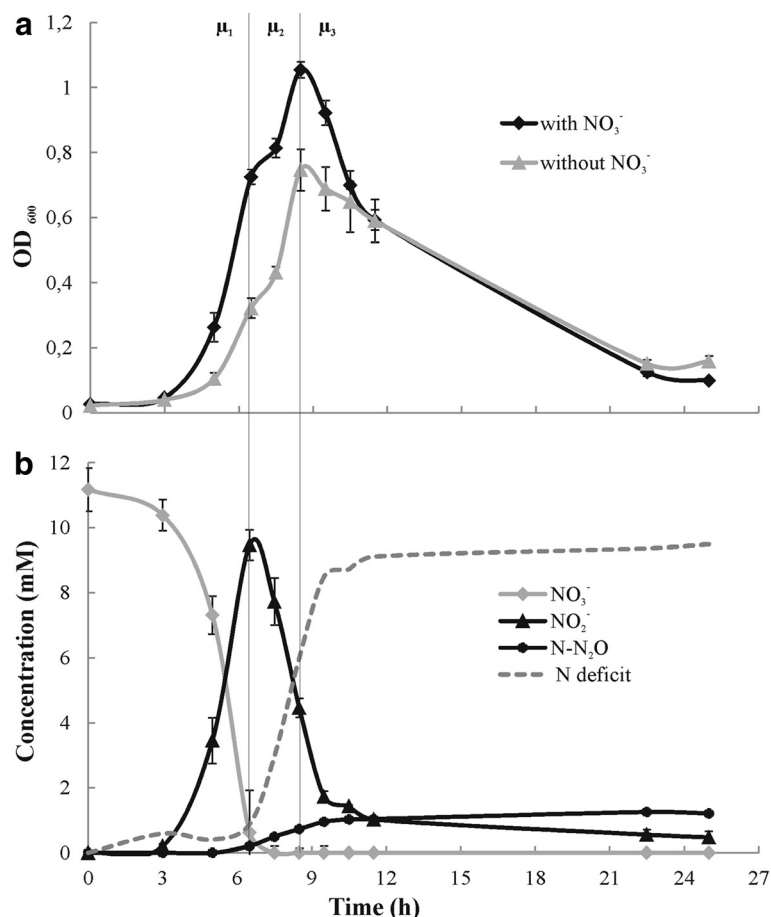 a
μ₁ μ₂ μ₃
1,2
1
0,8
0,6
0,4
0,2
0
OD ₆₀₀
with NO₃⁻
without NO₃⁻
b
12
10
8
6
4
2
0
Concentration (mM)
NO₃⁻
NO₂⁻
N-N₂O
N deficit
0 3 6 9 12 15 18 21 24 27
Time (h)